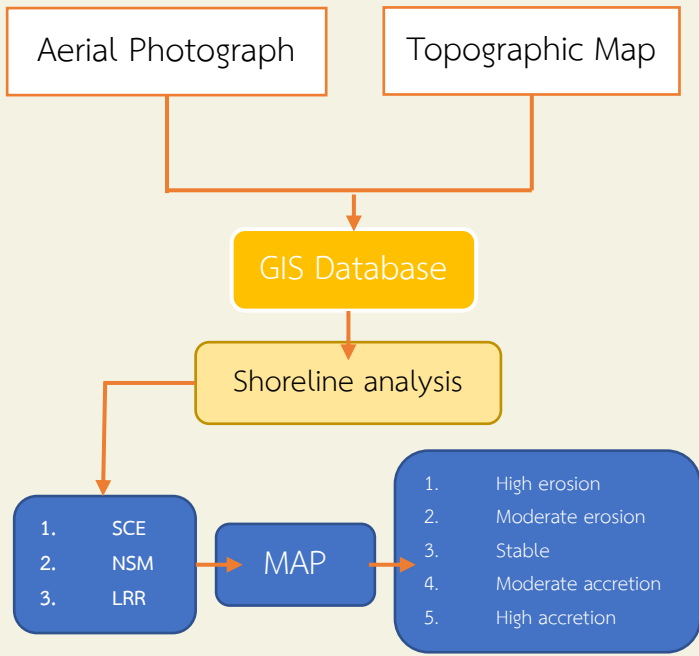 Aerial Photograph
Topographic Map
GIS Database
Shoreline analysis
1. SCE
2. NSM
3. LRR
MAP
1. High erosion
2. Moderate erosion
3. Stable
4. Moderate accretion
5. High accretion